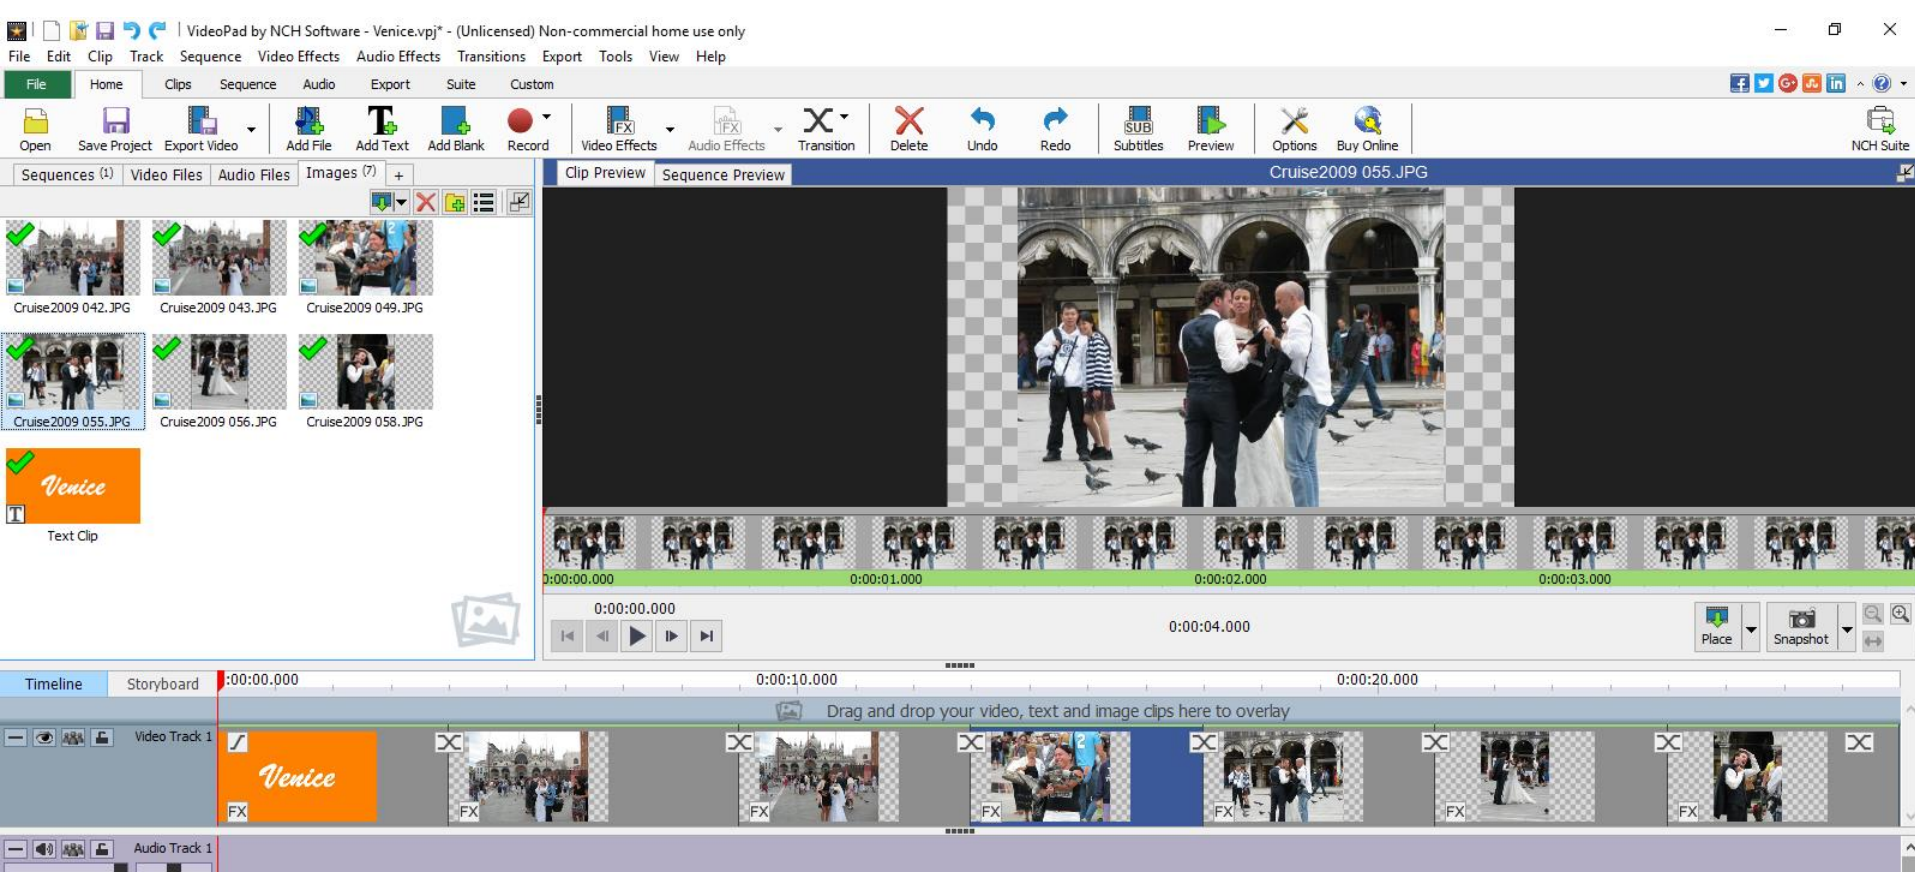 VideoPad by NCH Software - Venice.vpj* - (Unlicensed) Non-commercial home use only
File Edit Clip Track Sequence Video Effects Audio Effects Transitions Export Tools View Help
File Home Clips Sequence Audio Export Suite Custom
Open Save Project Export Video Add File Add Text Add Blank Record Video Effects Audio Effects Transition Delete Undo Redo Subtitles Preview Options Buy Online NCH Suite
Sequences (1) Video Files Audio Files Images (7) +
Clip Preview Sequence Preview Cruise2009 055.JPG
Cruise2009 042.JPG Cruise2009 043.JPG Cruise2009 049.JPG
Cruise2009 055.JPG Cruise2009 056.JPG Cruise2009 058.JPG
Venice
T
Text Clip
0:00:00.000 0:00:01.000 0:00:02.000 0:00:03.000
0:00:00.000
0:00:04.000
Place Snapshot
Timeline Storyboard :00:00.000 0:00:10.000 0:00:20.000
Drag and drop your video, text and image clips here to overlay
Video Track 1
Venice
FX FX FX FX FX FX FX
Audio Track 1